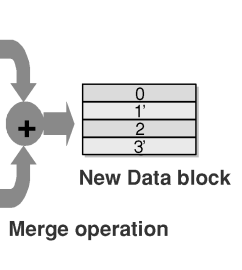 0
1'
+
2
3'
New Data block
Merge operation